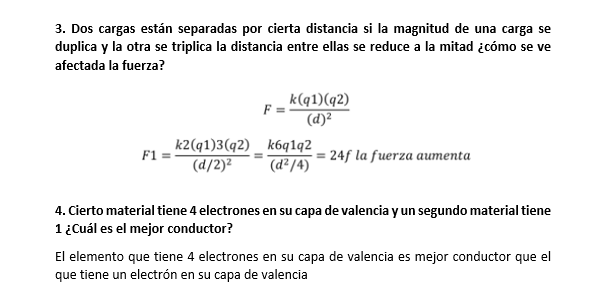 3. Dos cargas están separadas por cierta distancia si la magnitud de una carga se
duplica y la otra se triplica la distancia entre ellas se reduce a la mitad ¿cómo se ve
afectada la fuerza?
F = k(q1)(q2) / (d)²
F1 = k2(q1)3(q2) / (d/2)² = k6q1q2 / (d²/4) = 24f la fuerza aumenta
4. Cierto material tiene 4 electrones en su capa de valencia y un segundo material tiene
1 ¿Cuál es el mejor conductor?
El elemento que tiene 4 electrones en su capa de valencia es mejor conductor que el
que tiene un electrón en su capa de valencia